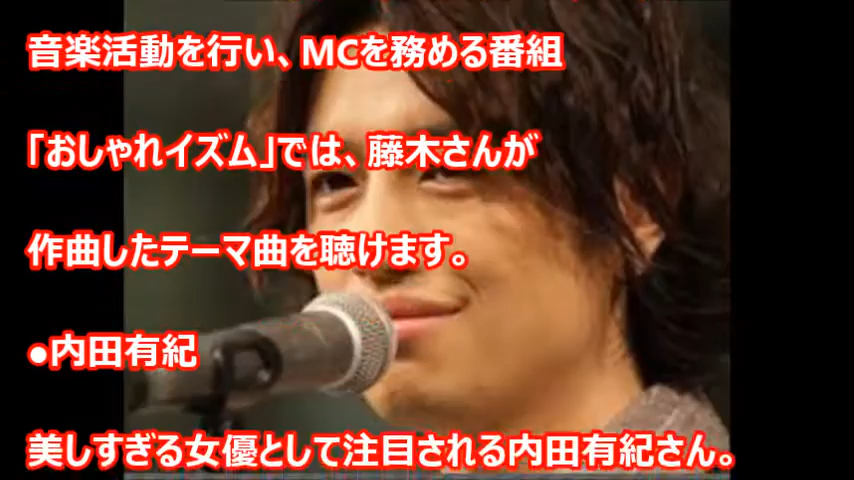 音楽活動を行い、MCを務める番組
「おしゃれイズム」では、藤木さんが
作曲したテーマ曲を聴けます。
●内田有紀
美しすぎる女優として注目される内田有紀さん。